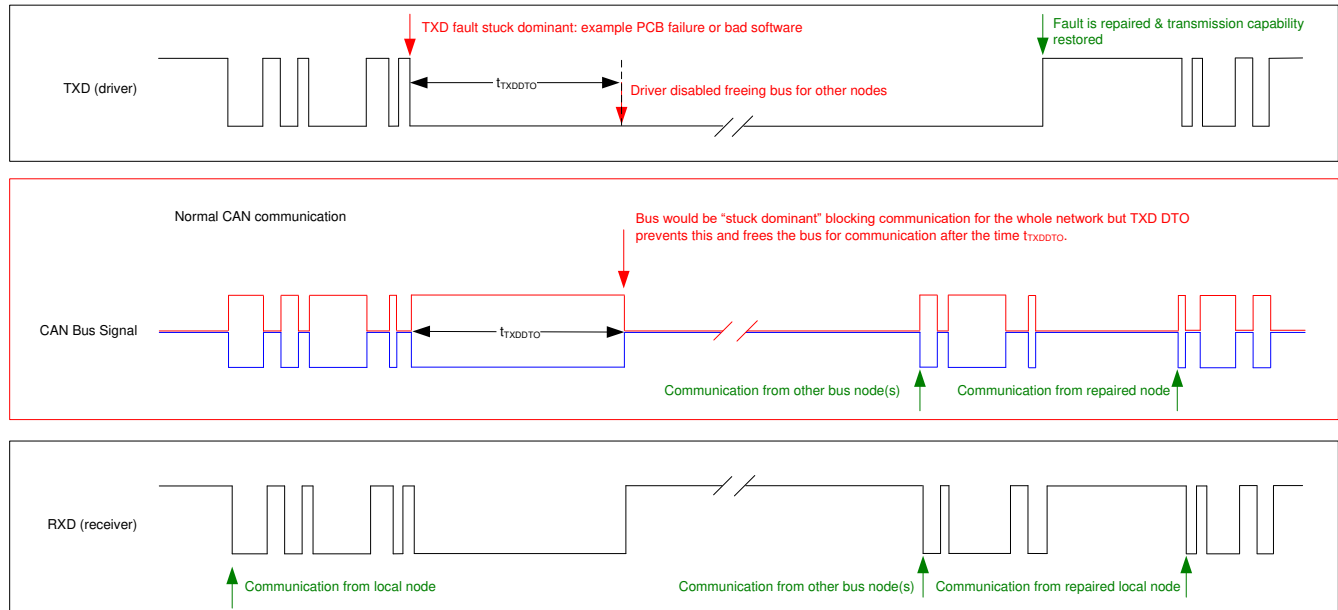 TXD fault stuck dominant: example PCB failure or bad software
Fault is repaired & transmission capability
restored
TXD (driver)
tTXDDTO
Driver disabled freeing bus for other nodes
Normal CAN communication
Bus would be “stuck dominant” blocking communication for the whole network but TXD DTO
prevents this and frees the bus for communication after the time tTXDDTO.
CAN Bus Signal
tTXDDTO
Communication from other bus node(s)
Communication from repaired node
RXD (receiver)
Communication from local node
Communication from other bus node(s)
Communication from repaired local node